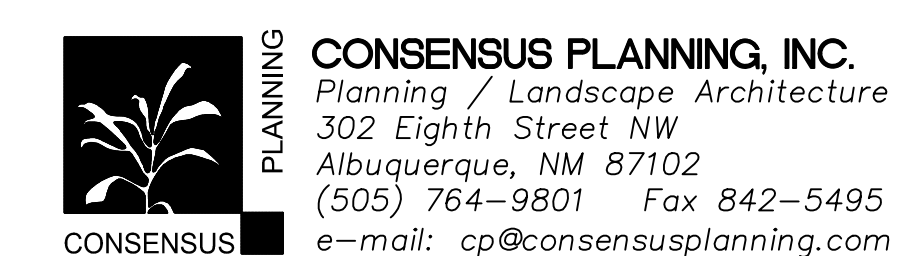 CONSENSUS
PLANNING
CONSENSUS PLANNING, INC.
Planning / Landscape Architecture
302 Eighth Street NW
Albuquerque, NM 87102
(505) 764-9801 Fax 842-5495
e-mail: cp@consensusplanning.com